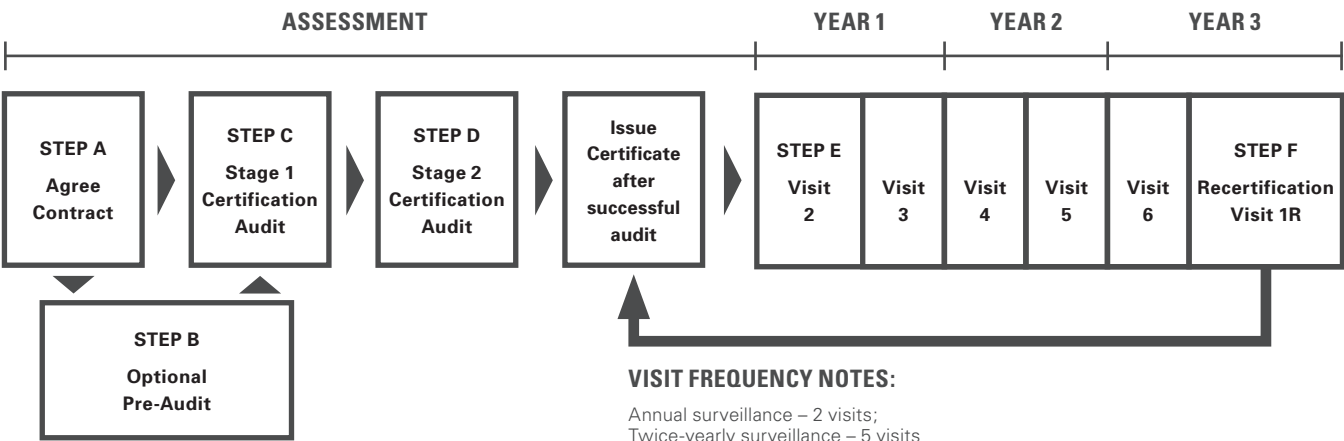 ASSESSMENT
YEAR 1
YEAR 2
YEAR 3
STEP A
Agree
Contract
STEP B
Optional
Pre-Audit
STEP C
Stage 1
Certification
Audit
STEP D
Stage 2
Certification
Audit
Issue
Certificate
after
successful
audit
STEP E
Visit
2
Visit
3
Visit
4
Visit
5
Visit
6
STEP F
Recertification
Visit 1R
VISIT FREQUENCY NOTES:
Annual surveillance – 2 visits;
Twice-yearly surveillance – 5 visits